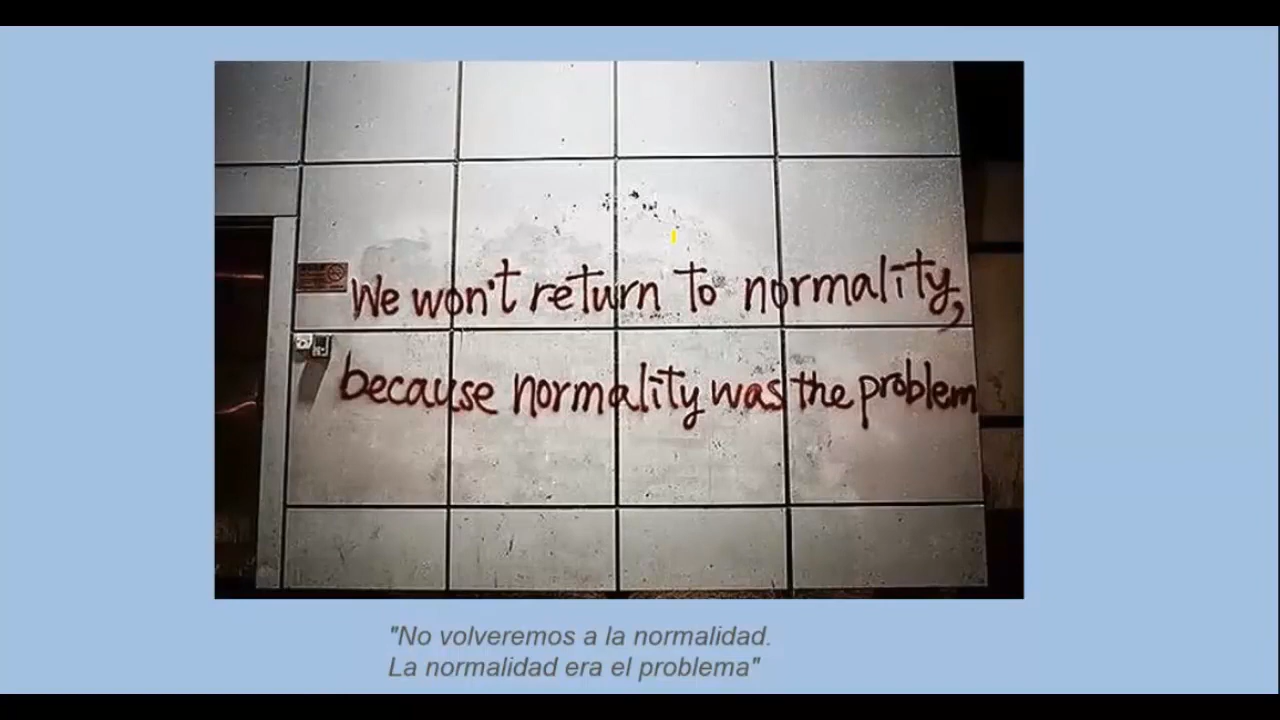 We won't return to normality,
because normality was the problem
"No volveremos a la normalidad.
La normalidad era el problema"